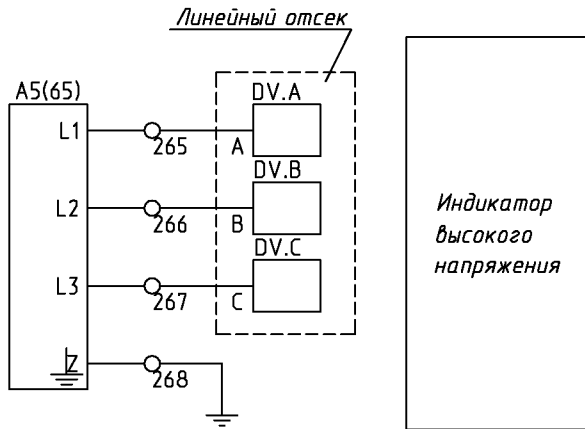 Линейный отсек
A5(65)
DV.A
L1
265
A
DV.B
L2
266
B
DV.C
L3
267
C
Z
268
Индикатор
высокого
напряжения